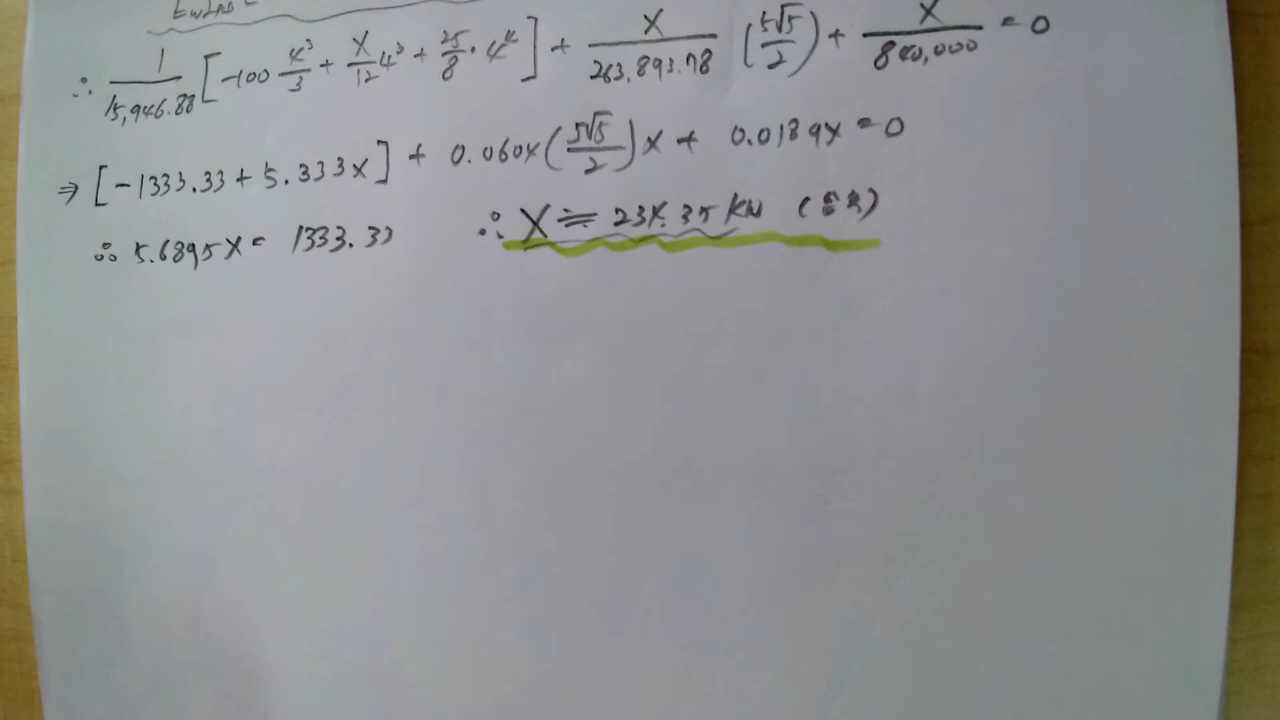 ∴ 1/15,946.88 [-100 4³/3 + X/12 4³ + 25/8 · 4⁴] + X/263,893.78 (5√5/2) + X/840,000 = 0
⇒ [-1333.33 + 5.333X] + 0.0604(5√5/2)X + 0.0189X = 0
∴ 5.6895X = 1333.33 ∴ X ≒ 234.35 KN